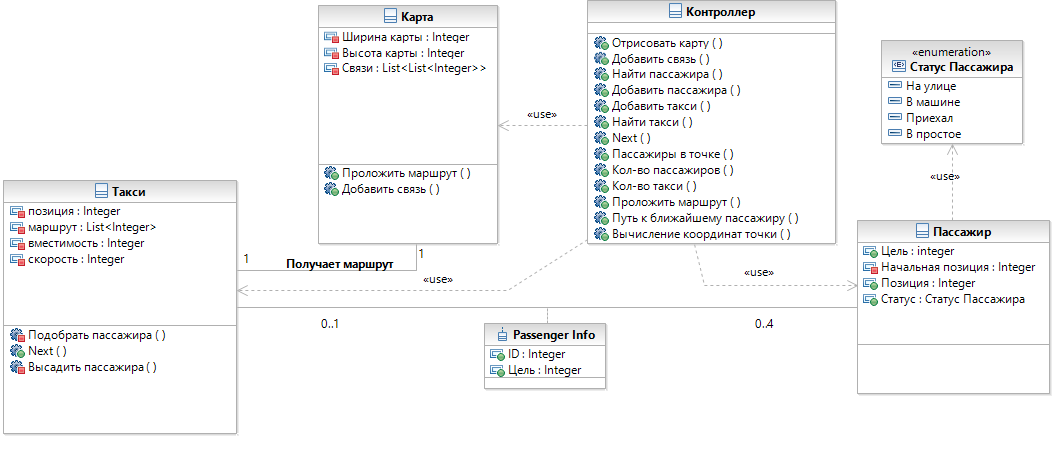 Карта
Ширина карты : Integer
Высота карты : Integer
Связи : List<List<Integer>>
Проложить маршрут ( )
Добавить связь ( )
Контроллер
Отрисовать карту ( )
Добавить связь ( )
Найти пассажира ( )
Добавить пассажира ( )
Добавить такси ( )
Найти такси ( )
Next ( )
Пассажиры в точке ( )
Кол-во пассажиров ( )
Кол-во такси ( )
Проложить маршрут ( )
Путь к ближайшему пассажиру ( )
Вычисление координат точки ( )
«enumeration»
Статус Пассажира
На улице
В машине
Приехал
В простое
«use»
«use»
Такси
позиция : Integer
маршрут : List<Integer>
вместимость : Integer
скорость : Integer
Подобрать пассажира ( )
Next ( )
Высадить пассажира ( )
1
Получает маршрут
1
«use»
«use»
Пассажир
Цель : integer
Начальная позиция : Integer
Позиция : Integer
Статус : Статус Пассажира
0..1
0..4
Passenger Info
ID : Integer
Цель : Integer